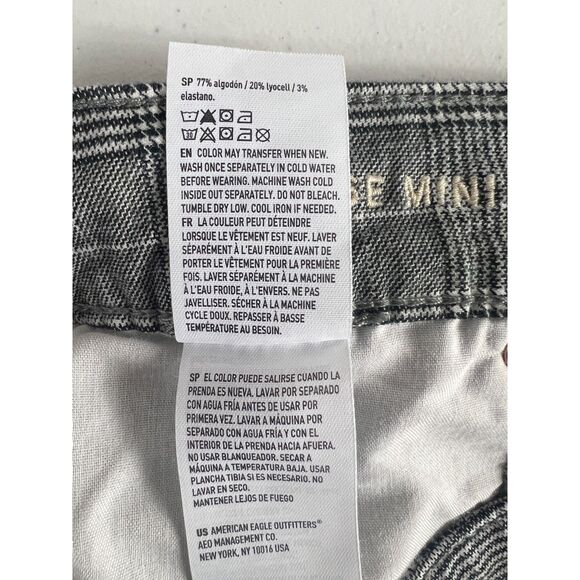 SP 77% algodón / 20% lyocell / 3%
elastano.
EN COLOR MAY TRANSFER WHEN NEW.
WASH ONCE SEPARATELY IN COLD WATER
BEFORE WEARING. MACHINE WASH COLD
INSIDE OUT SEPARATELY. DO NOT BLEACH.
TUMBLE DRY LOW. COOL IRON IF NEEDED.
FR LA COULEUR PEUT DÉTEINDRE
LORSQUE LE VÊTEMENT EST NEUF. LAVER
SÉPARÉMENT À L'EAU FROIDE AVANT DE
PORTER LE VÊTEMENT POUR LA PREMIÈRE
FOIS. LAVER SÉPARÉMENT À LA MACHINE
À L'EAU FROIDE, À L'ENVERS. NE PAS
JAVELLISER. SÉCHER À LA MACHINE
CYCLE DOUX. REPASSER À BASSE
TEMPÉRATURE AU BESOIN.
SE MINI
SP EL COLOR PUEDE SALIRSE CUANDO LA
PRENDA ES NUEVA. LAVAR POR SEPARADO
CON AGUA FRÍA ANTES DE USAR POR
PRIMERA VEZ. LAVAR A MÁQUINA POR
SEPARADO CON AGUA FRÍA Y CON EL
INTERIOR DE LA PRENDA HACIA AFUERA.
NO USAR BLANQUEADOR. SECAR A
MÁQUINA A TEMPERATURA BAJA. USAR
PLANCHA TIBIA SI ES NECESARIO. NO
LAVAR EN SECO.
MANTENER LEJOS DE FUEGO
US AMERICAN EAGLE OUTFITTERS®
AEO MANAGEMENT CO.
NEW YORK, NY 10016 USA